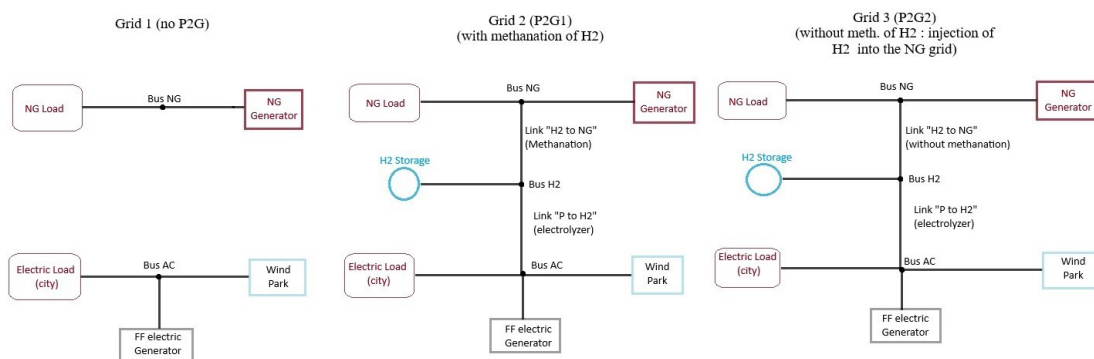 Grid 1 (no P2G)
NG Load
Bus NG
NG
Generator
Electric Load
(city)
Bus AC
Wind
Park
FF electric
Generator
Grid 2 (P2G1)
(with methanation of H2)
NG Load
Bus NG
NG
Generator
Link "H2 to NG"
(Methanation)
H2 Storage
Bus H2
Link "P to H2"
(electrolyzer)
Electric Load
(city)
Bus AC
Wind
Park
FF electric
Generator
Grid 3 (P2G2)
(without meth. of H2 : injection of
H2 into the NG grid)
NG Load
Bus NG
NG
Generator
Link "H2 to NG"
(without methanation)
H2 Storage
Bus H2
Link "P to H2"
(electrolyzer)
Electric Load
(city)
Bus AC
Wind
Park
FF electric
Generator